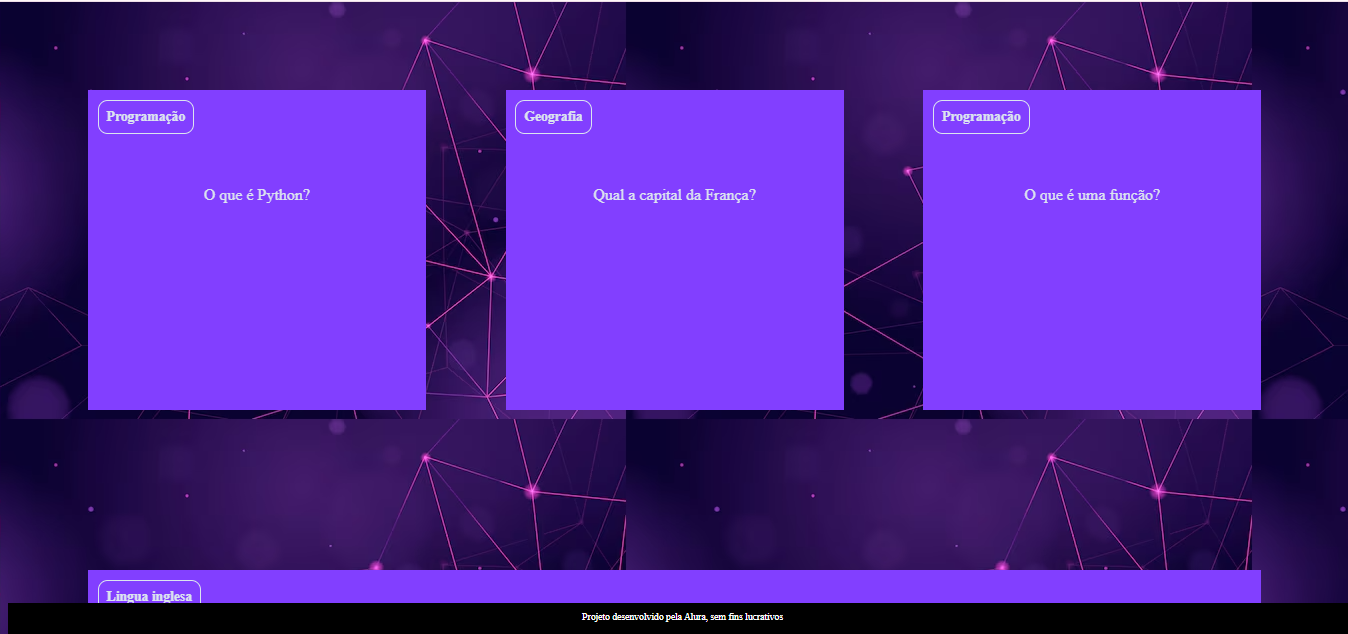 Programação
Geografia
Programação
O que é Python?
Qual a capital da França?
O que é uma função?
Lingua inglesa
Projeto desenvolvido pela Alura, sem fins lucrativos